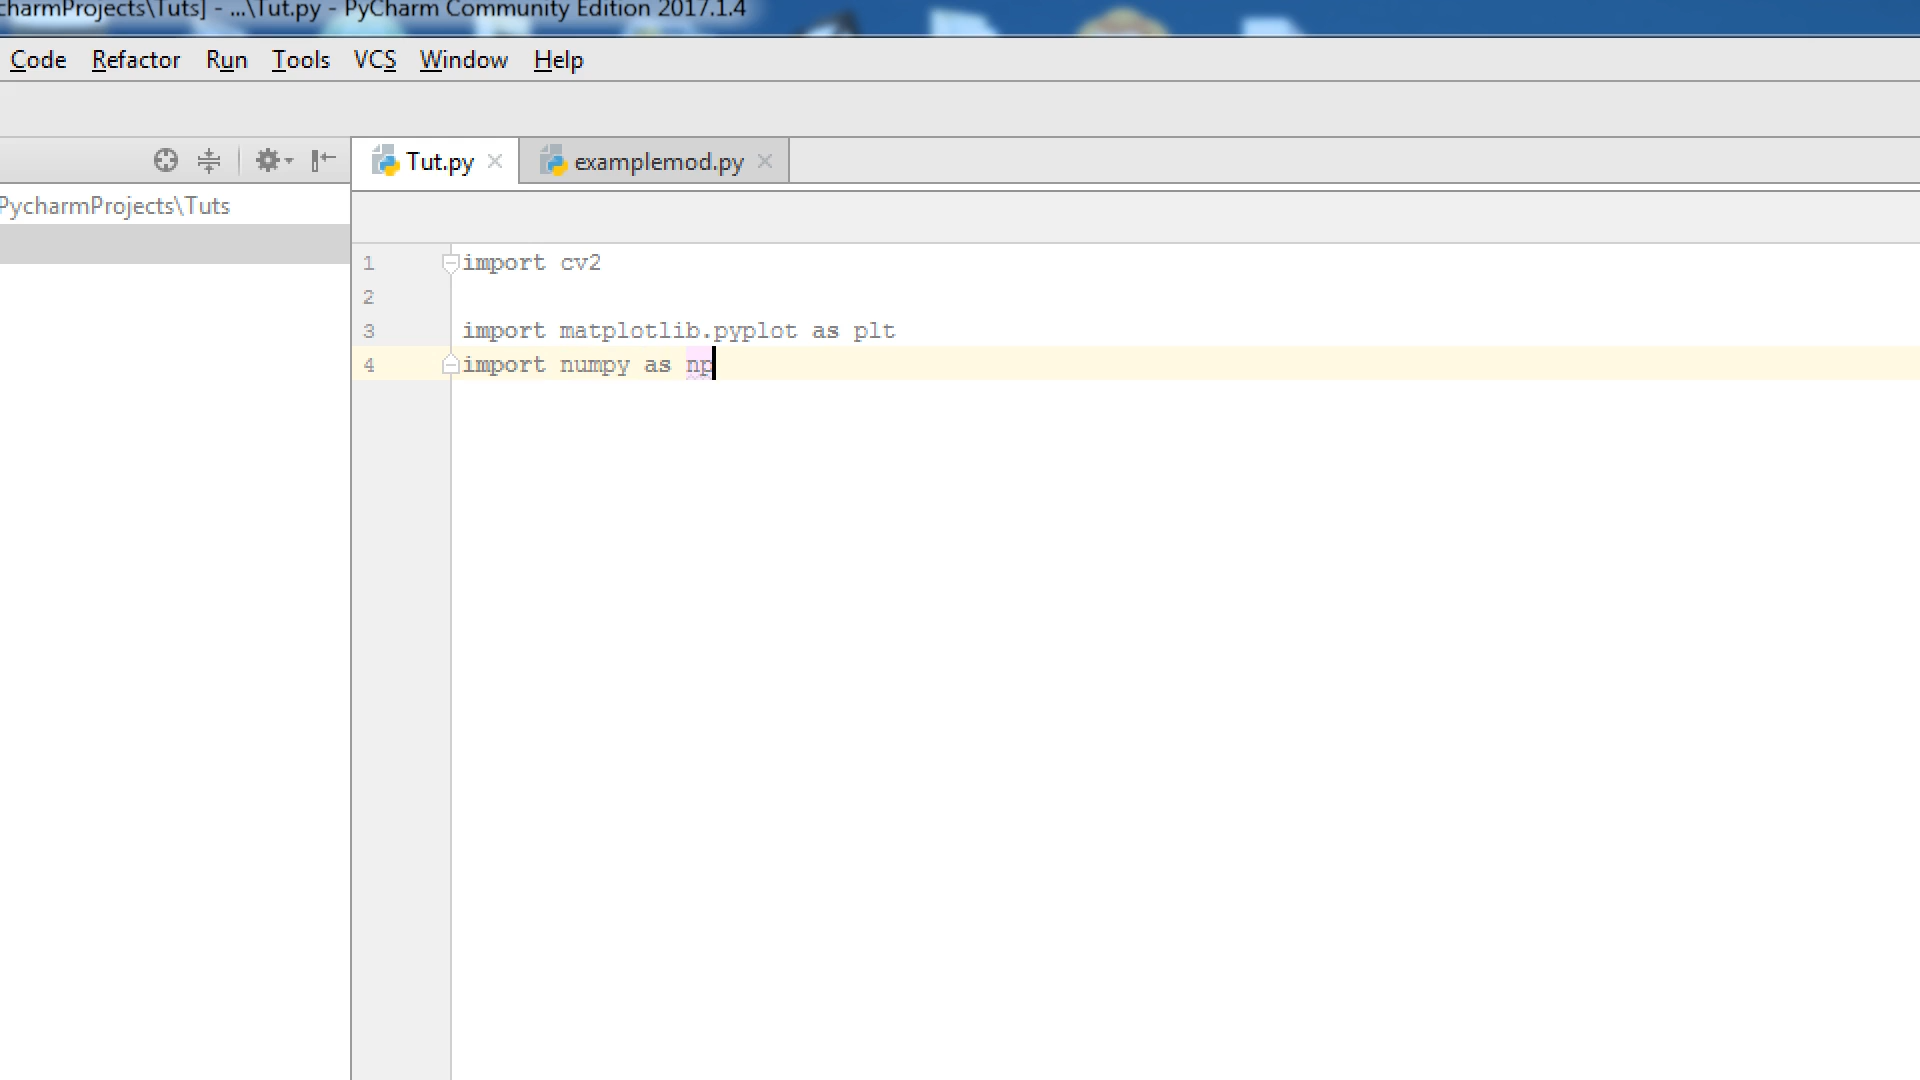 charmProjects\Tuts] - ...\Tut.py - PyCharm Community Edition 2017.1.4
Code Refactor Run Tools VCS Window Help
Tut.py examplemod.py
PycharmProjects\Tuts
1 import cv2
2
3 import matplotlib.pyplot as plt
4 import numpy as np